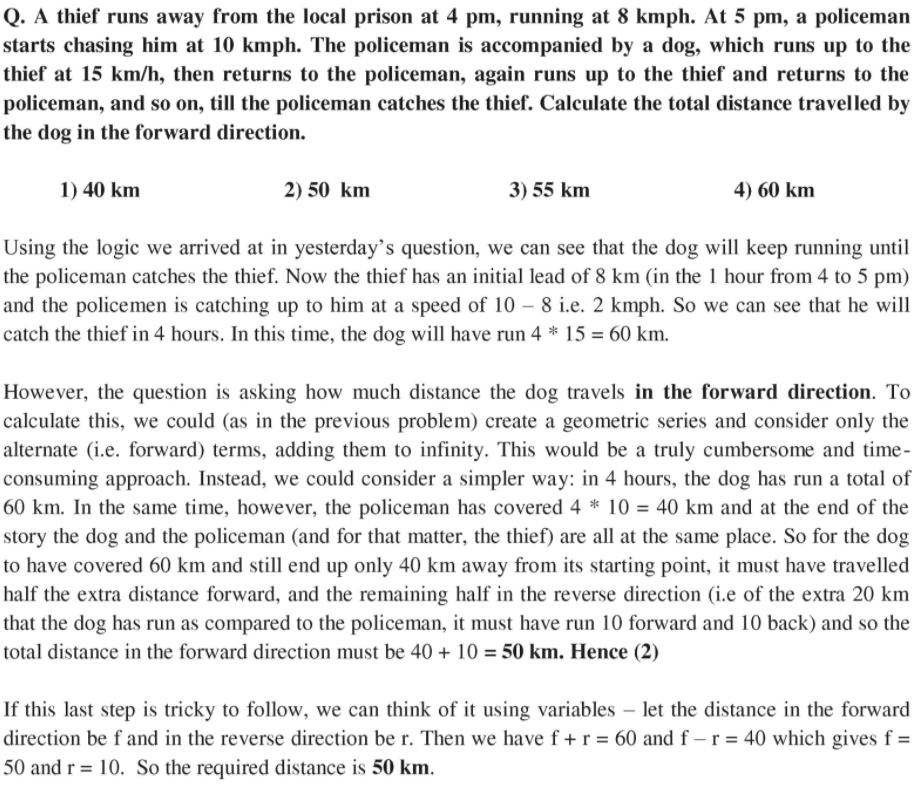 Q. A thief runs away from the local prison at 4 pm, running at 8 kmph. At 5 pm, a policeman
starts chasing him at 10 kmph. The policeman is accompanied by a dog, which runs up to the
thief at 15 km/h, then returns to the policeman, again runs up to the thief and returns to the
policeman, and so on, till the policeman catches the thief. Calculate the total distance travelled by
the dog in the forward direction.
1) 40 km 2) 50 km 3) 55 km 4) 60 km
Using the logic we arrived at in yesterday’s question, we can see that the dog will keep running until
the policeman catches the thief. Now the thief has an initial lead of 8 km (in the 1 hour from 4 to 5 pm)
and the policemen is catching up to him at a speed of 10 – 8 i.e. 2 kmph. So we can see that he will
catch the thief in 4 hours. In this time, the dog will have run 4 * 15 = 60 km.
However, the question is asking how much distance the dog travels in the forward direction. To
calculate this, we could (as in the previous problem) create a geometric series and consider only the
alternate (i.e. forward) terms, adding them to infinity. This would be a truly cumbersome and time-
consuming approach. Instead, we could consider a simpler way: in 4 hours, the dog has run a total of
60 km. In the same time, however, the policeman has covered 4 * 10 = 40 km and at the end of the
story the dog and the policeman (and for that matter, the thief) are all at the same place. So for the dog
to have covered 60 km and still end up only 40 km away from its starting point, it must have travelled
half the extra distance forward, and the remaining half in the reverse direction (i.e of the extra 20 km
that the dog has run as compared to the policeman, it must have run 10 forward and 10 back) and so the
total distance in the forward direction must be 40 + 10 = 50 km. Hence (2)
If this last step is tricky to follow, we can think of it using variables – let the distance in the forward
direction be f and in the reverse direction be r. Then we have f + r = 60 and f – r = 40 which gives f =
50 and r = 10. So the required distance is 50 km.